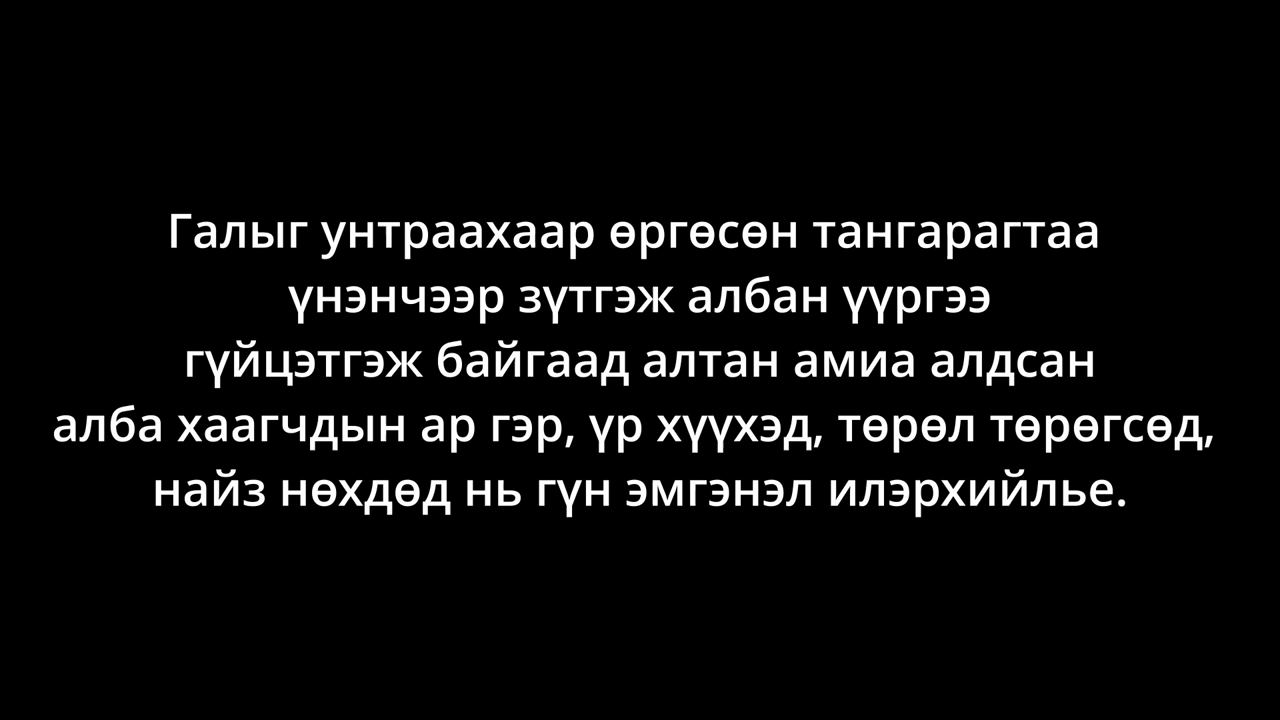 Галыг унтраахаар өргөсөн тангарагтаа
үнэнчээр зүтгэж албан үүргээ
гүйцэтгэж байгаад алтан амиа алдсан
алба хаагчдын ар гэр, үр хүүхэд, төрөл төрөгсөд,
найз нөхдөд нь гүн эмгэнэл илэрхийлье.